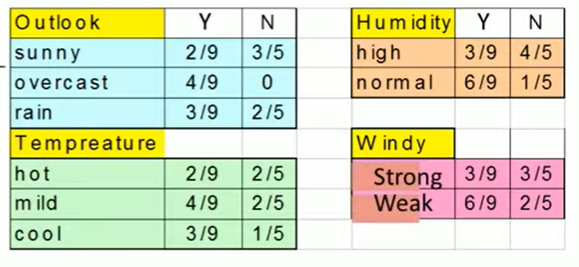 Outlook Y N
sunny 2/9 3/5
overcast 4/9 0
rain 3/9 2/5
Tempreature
hot 2/9 2/5
mild 4/9 2/5
cool 3/9 1/5
Humidity Y N
high 3/9 4/5
normal 6/9 1/5
Windy
Strong 3/9 3/5
Weak 6/9 2/5